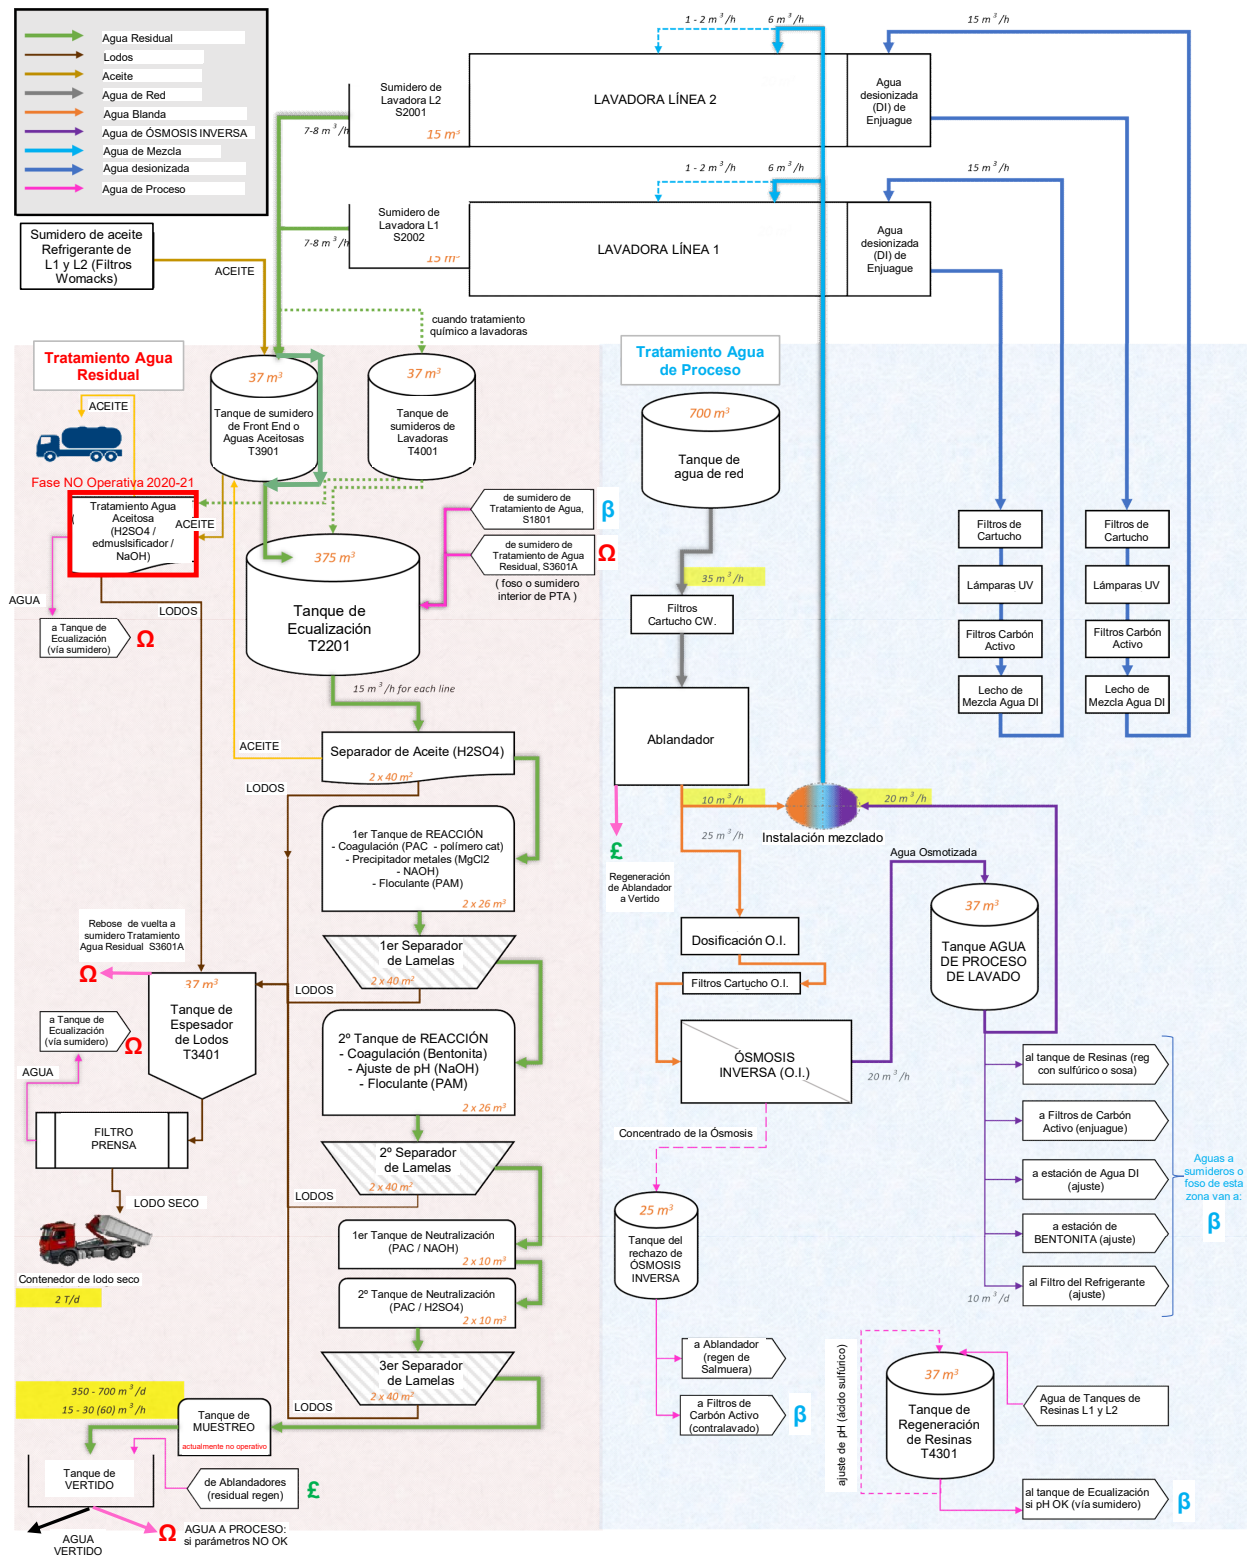 Agua Residual
Lodos
Aceite
Agua de Red
Agua Blanda
Agua de ÓSMOSIS INVERSA
Agua de Mezcla
Agua desionizada
Agua de Proceso
1 - 2 m³/h
6 m³/h
15 m³/h
Sumidero de
Lavadora L2
S2001
15 m³
7-8 m³/h
LAVADORA LÍNEA 2
Agua
desionizada
(DI) de
Enjuague
1 - 2 m³/h
6 m³/h
15 m³/h
Sumidero de
Lavadora L1
S2002
15 m³
7-8 m³/h
LAVADORA LÍNEA 1
Agua
desionizada
(DI) de
Enjuague
Sumidero de aceite
Refrigerante de
L1 y L2 (Filtros
Womacks)
ACEITE
cuando tratamiento
químico a lavadoras
Tratamiento Agua
Residual
ACEITE
37 m³
Tanque de sumidero
de Front End o
Aguas Aceitosas
T3901
37 m³
Tanque de
sumideros de
Lavadoras
T4001
Fase NO Operativa 2020-21
Tratamiento Agua
Aceitosa
(H2SO4 /
edmuslsificador /
NaOH)
ACEITE
AGUA
LODOS
a Tanque de
Ecualización
(vía sumidero)
Ω
375 m³
Tanque de
Ecualización
T2201
de sumidero de
Tratamiento de Agua,
S1801
β
de sumidero de
Tratamiento de Agua
Residual, S3601A
Ω
( foso o sumidero
interior de PTA )
15 m³/h for each line
Separador de Aceite (H2SO4)
2 x 40 m²
ACEITE
LODOS
1er Tanque de REACCIÓN
- Coagulación (PAC - polímero cat)
- Precipitador metales (MgCl2
- NAOH)
- Floculante (PAM)
2 x 26 m³
1er Separador
de Lamelas
2 x 40 m²
LODOS
Rebose de vuelta a
sumidero Tratamiento
Agua Residual S3601A
Ω
37 m³
Tanque de
Espesador
de Lodos
T3401
a Tanque de
Ecualización
(vía sumidero)
Ω
AGUA
FILTRO
PRENSA
LODO SECO
Contenedor de lodo seco
2 T/d
2º Tanque de REACCIÓN
- Coagulación (Bentonita)
- Ajuste de pH (NaOH)
- Floculante (PAM)
2 x 26 m³
2º Separador
de Lamelas
2 x 40 m²
LODOS
1er Tanque de Neutralización
(PAC / NAOH)
2 x 10 m³
2º Tanque de Neutralización
(PAC / H2SO4)
2 x 10 m³
3er Separador
de Lamelas
2 x 40 m²
LODOS
350 - 700 m³/d
15 - 30 (60) m³/h
Tanque de
MUESTREO
actualmente no operativo
Tanque de
VERTIDO
de Ablandadores
(residual regen)
£
AGUA
VERTIDO
Ω
AGUA A PROCESO:
si parámetros NO OK
Tratamiento Agua
de Proceso
700 m³
Tanque de
agua de red
35 m³/h
Filtros
Cartucho CW.
Ablandador
£
Regeneración
de Ablandador
a Vertido
10 m³/h
20 m³/h
Instalación mezclado
25 m³/h
Agua Osmotizada
Dosificación O.I.
Filtros Cartucho O.I.
ÓSMOSIS
INVERSA (O.I.)
20 m³/h
37 m³
Tanque AGUA
DE PROCESO
DE LAVADO
Concentrado de la Ósmosis
25 m³
Tanque del
rechazo de
ÓSMOSIS
INVERSA
a Ablandador
(regen de
Salmuera)
a Filtros de
Carbón Activo
(contralavado)
β
Filtros de
Cartucho
Lámparas UV
Filtros Carbón
Activo
Lecho de
Mezcla Agua DI
Filtros de
Cartucho
Lámparas UV
Filtros Carbón
Activo
Lecho de
Mezcla Agua DI
al tanque de Resinas (reg
con sulfúrico o sosa)
a Filtros de Carbón
Activo (enjuague)
a estación de Agua DI
(ajuste)
a estación de
BENTONITA (ajuste)
al Filtro del Refrigerante
(ajuste)
10 m³/d
Aguas a
sumideros o
foso de esta
zona van a:
β
ajuste de pH (ácido sulfúrico)
37 m³
Tanque de
Regeneración
de Resinas
T4301
Agua de Tanques de
Resinas L1 y L2
al tanque de Ecualización
si pH OK (vía sumidero)
β